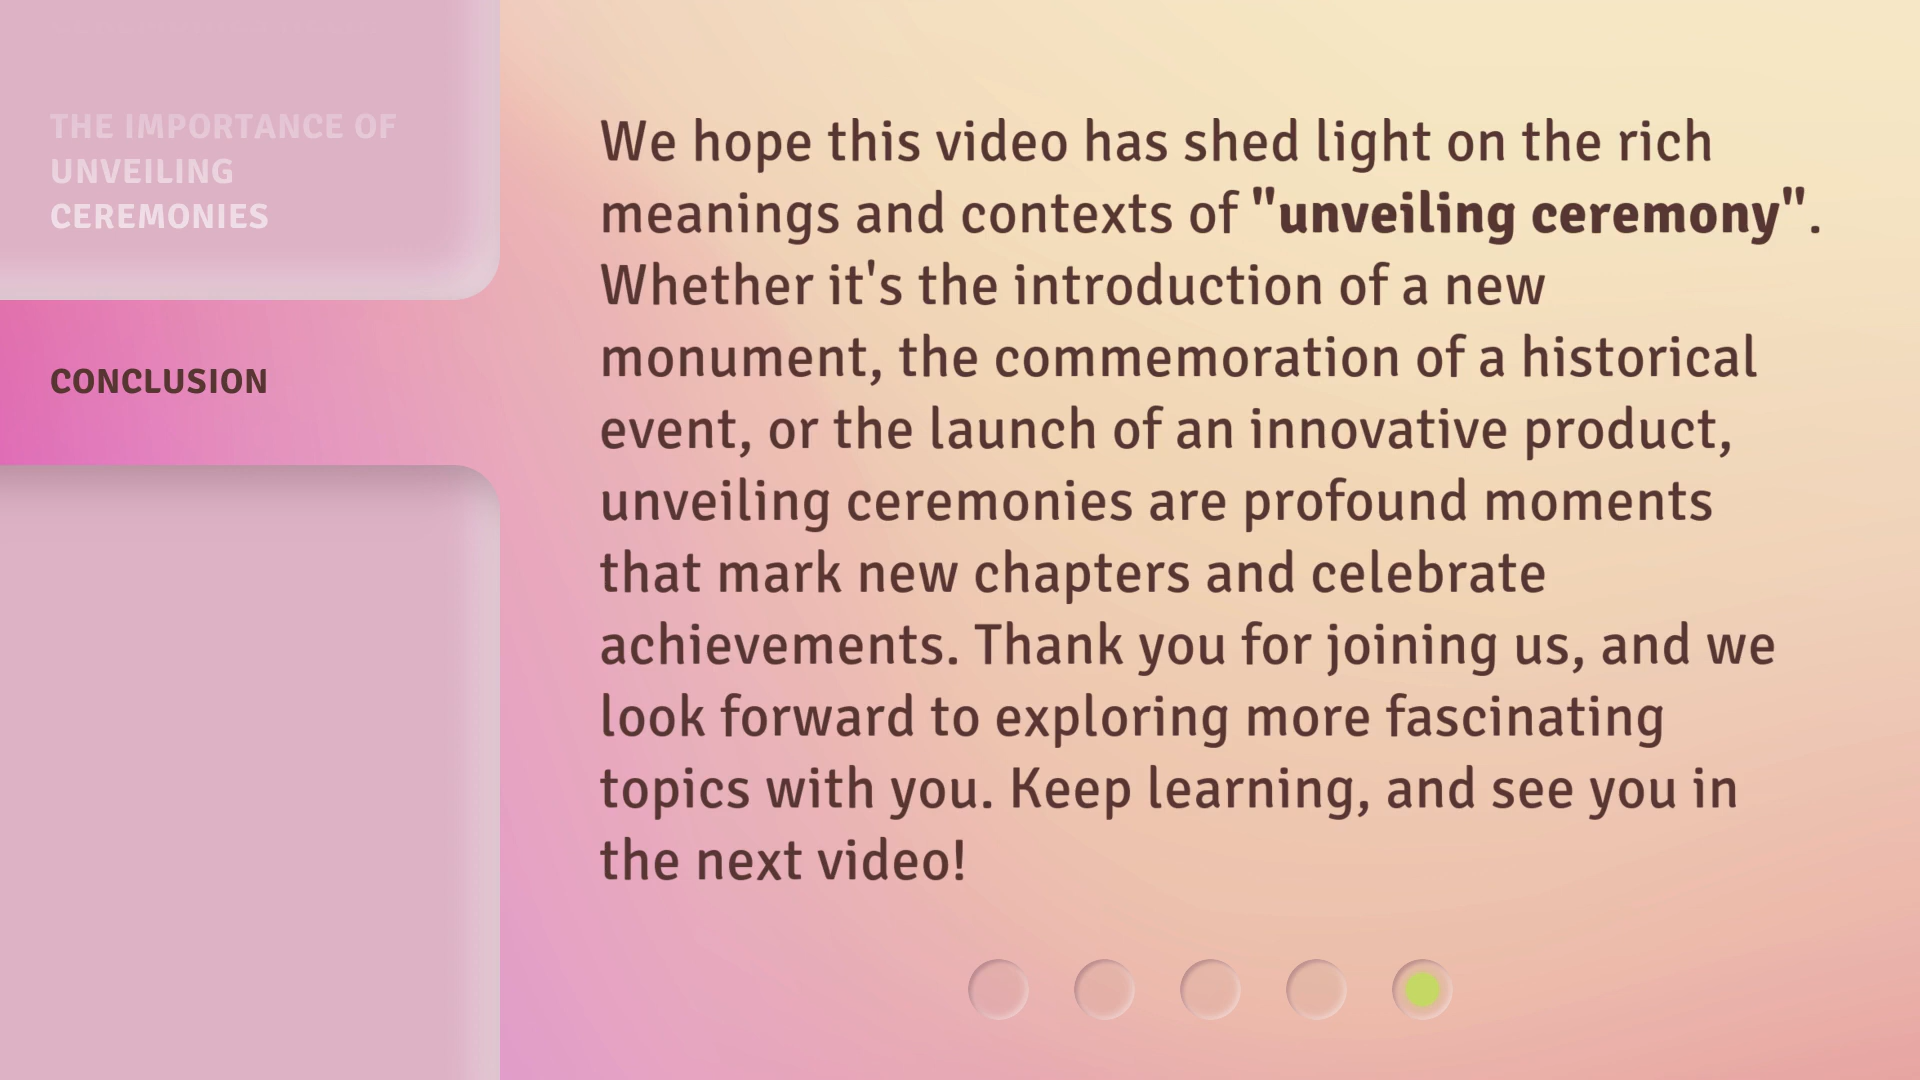 THE IMPORTANCE OF
UNVEILING
CEREMONIES
CONCLUSION
We hope this video has shed light on the rich
meanings and contexts of "unveiling ceremony".
Whether it's the introduction of a new
monument, the commemoration of a historical
event, or the launch of an innovative product,
unveiling ceremonies are profound moments
that mark new chapters and celebrate
achievements. Thank you for joining us, and we
look forward to exploring more fascinating
topics with you. Keep learning, and see you in
the next video!